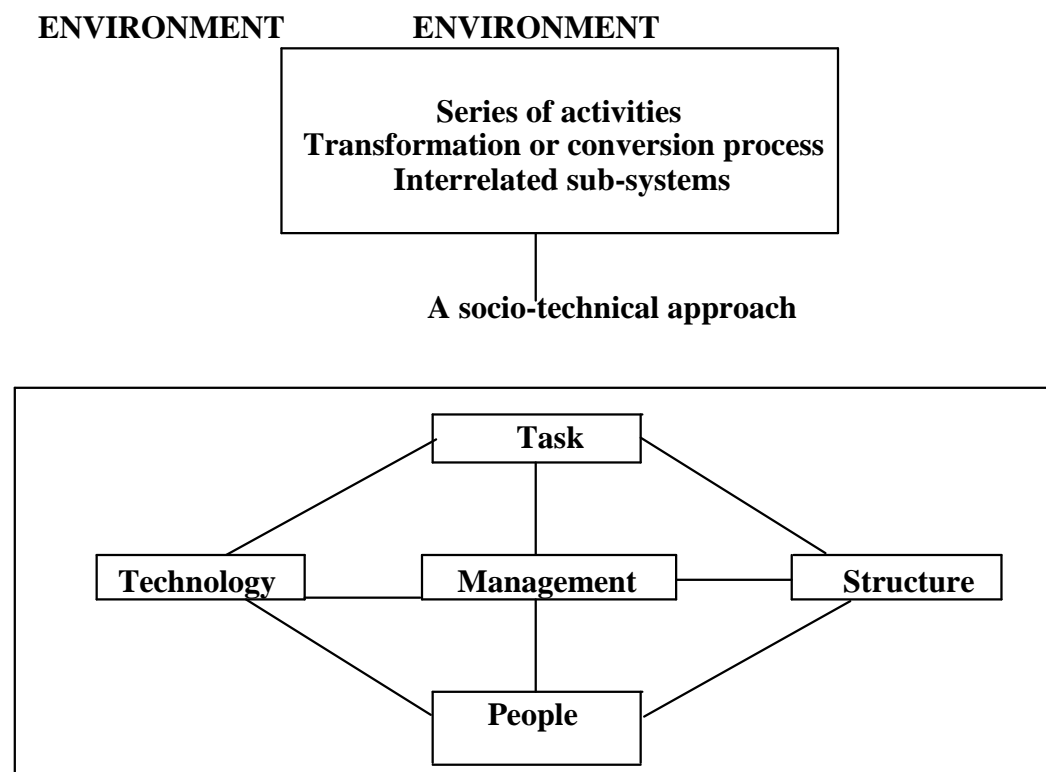 ENVIRONMENT ENVIRONMENT
Series of activities
Transformation or conversion process
Interrelated sub-systems
A socio-technical approach
Task
Technology Management Structure
People